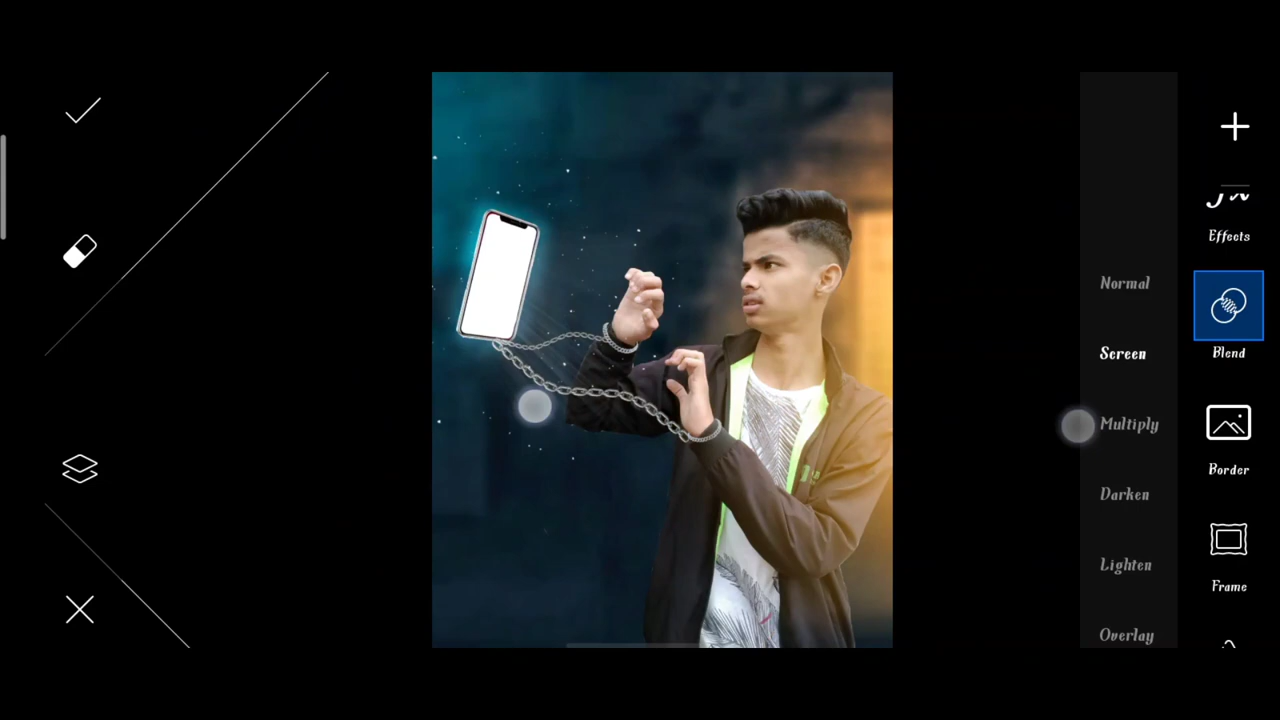 Effects
Normal
Screen
Blend
Multiply
Border
Darken
Lighten
Frame
Overlay